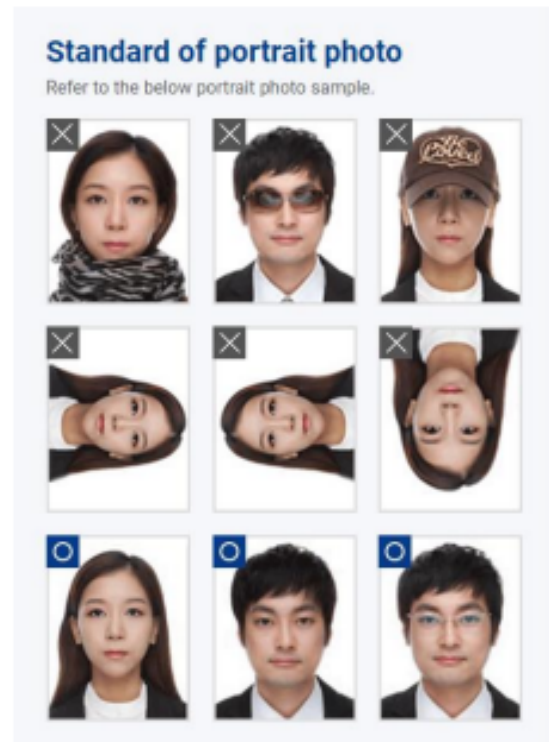 Standard of portrait photo
Refer to the below portrait photo sample.